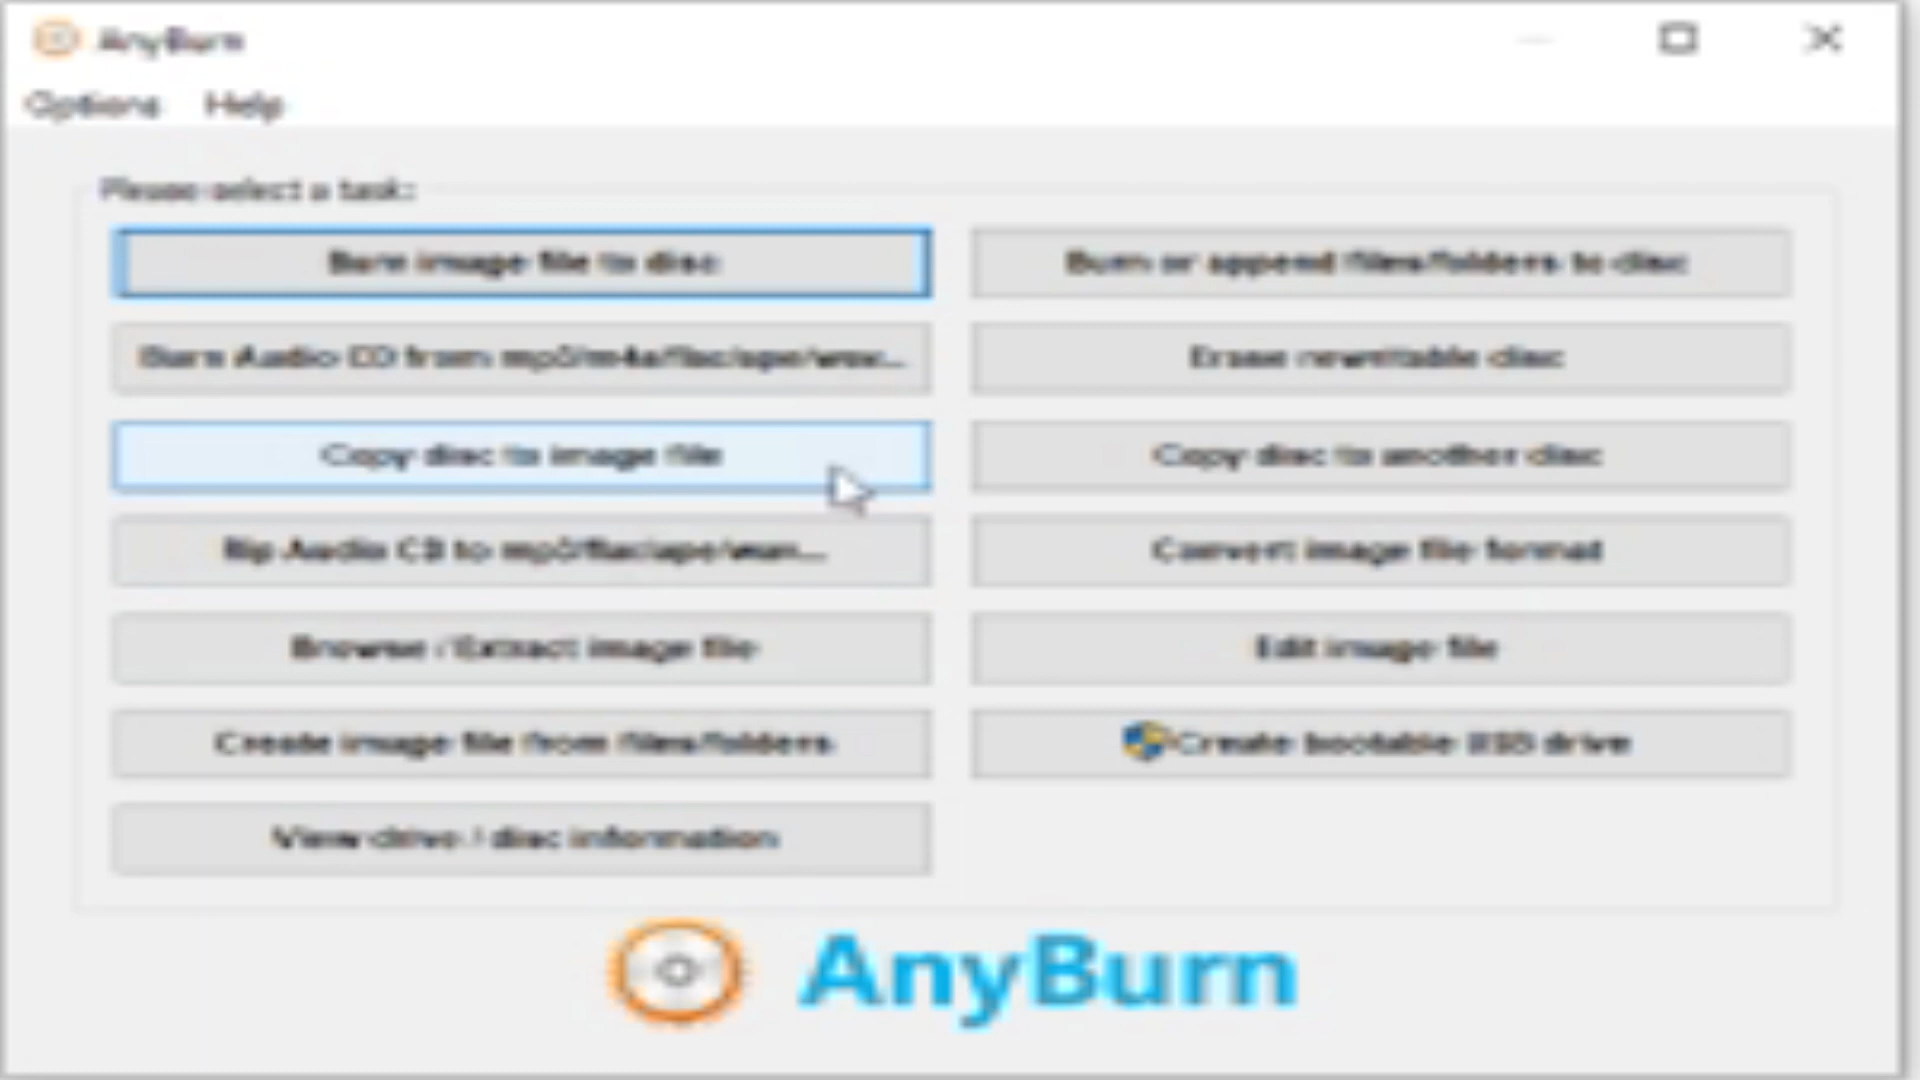 AnyBurn
Options Help
Please select a task:
Burn image file to disc
Burn or append files/folders to disc
Burn Audio CD from mp3/m4a/flac/ape/wav...
Erase rewritable disc
Copy disc to image file
Copy disc to another disc
Rip Audio CD to mp3/flac/ape/wav...
Convert image file format
Browse / Extract image file
Edit image file
Create image file from files/folders
Create bootable USB drive
View drive / disc information
AnyBurn